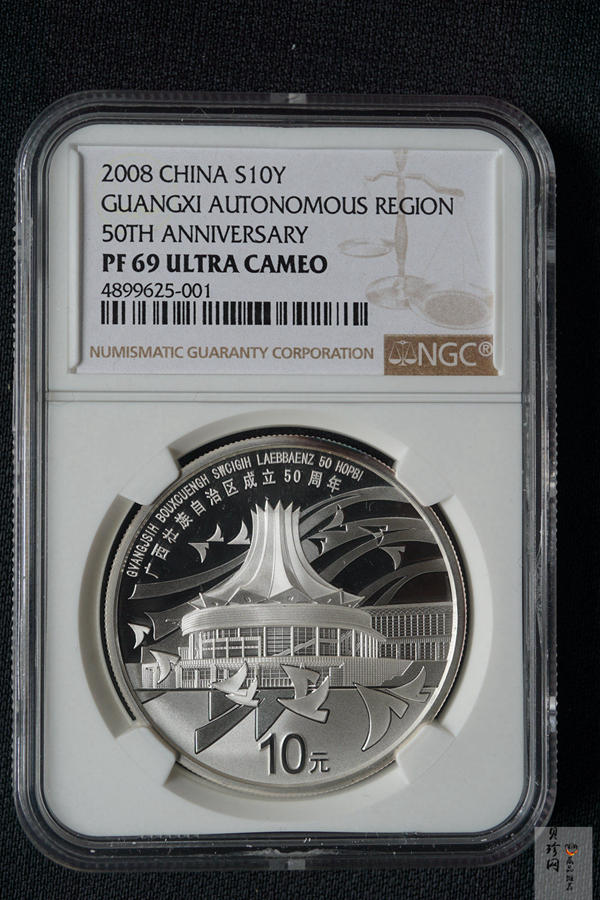 2008 CHINA S10Y
GUANGXI AUTONOMOUS REGION
50TH ANNIVERSARY
PF 69 ULTRA CAMEO
4899625-001
NUMISMATIC GUARANTY CORPORATION
NGC®
GVANGJSIH BOUXCUENGH SWCIGIH LAEBBAENZ 50 HOPBI
广西壮族自治区成立50周年
10元
贝珍网